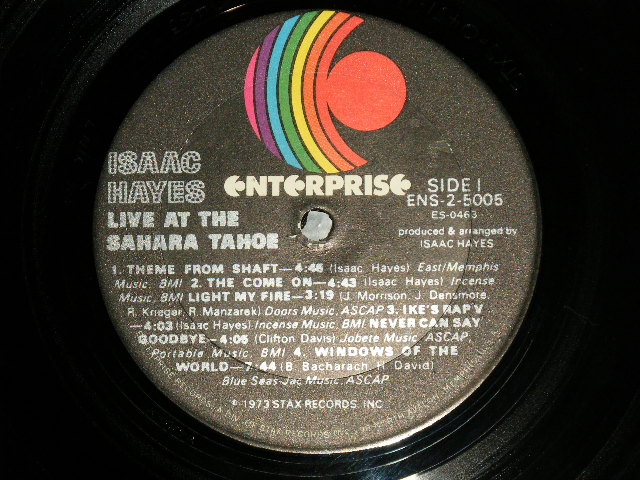 ISAAC
HAYES
LIVE AT THE
SAHARA TAHOE
ENTERPRISE
SIDE I
ENS-2-5005
ES-0463
produced & arranged by
ISAAC HAYES
1. THEME FROM SHAFT—4:46 (Isaac Hayes) East/Memphis
Music, BMI 2. THE COME ON—4:43 (Isaac Hayes) Incense
Music, BMI LIGHT MY FIRE—3:19 (J. Morrison, J. Densmore,
R. Krieger, R. Manzarek) Doors Music, ASCAP 3. IKE'S RAP V
—4:03 (Isaac Hayes) Incense Music, BMI NEVER CAN SAY
GOODBYE—4:05 (Clifton Davis) Jobete Music, ASCAP,
Portable Music, BMI 4. WINDOWS OF THE
WORLD—7:44 (B. Bacharach, H. David)
Blue Seas-Jac Music, ASCAP
℗ 1973 STAX RECORDS, INC.